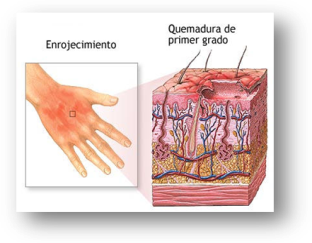 Enrojecimiento
Quemadura de
primer grado